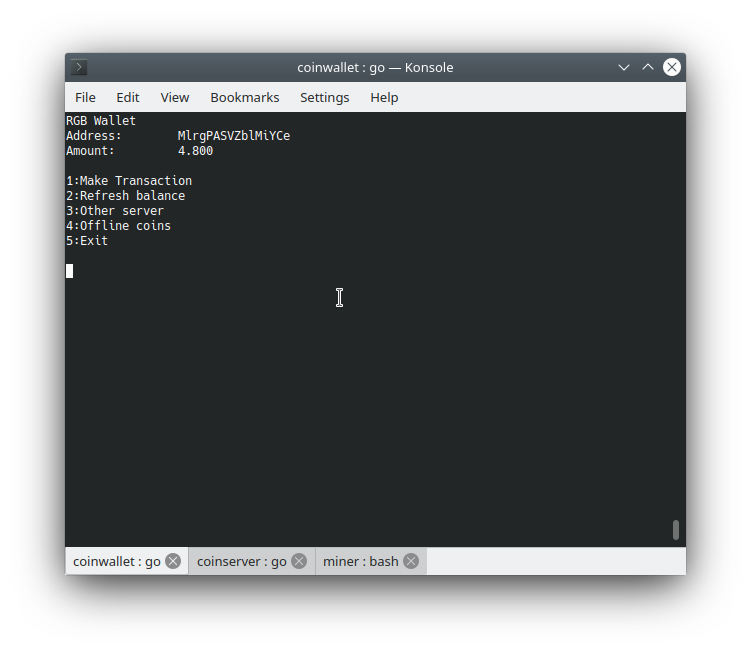 coinwallet : go — Konsole
File Edit View Bookmarks Settings Help
RGB Wallet
Address: MlrgPASVZblMiYCe
Amount: 4.800
1:Make Transaction
2:Refresh balance
3:Other server
4:Offline coins
5:Exit
coinwallet : go coinserver : go miner : bash